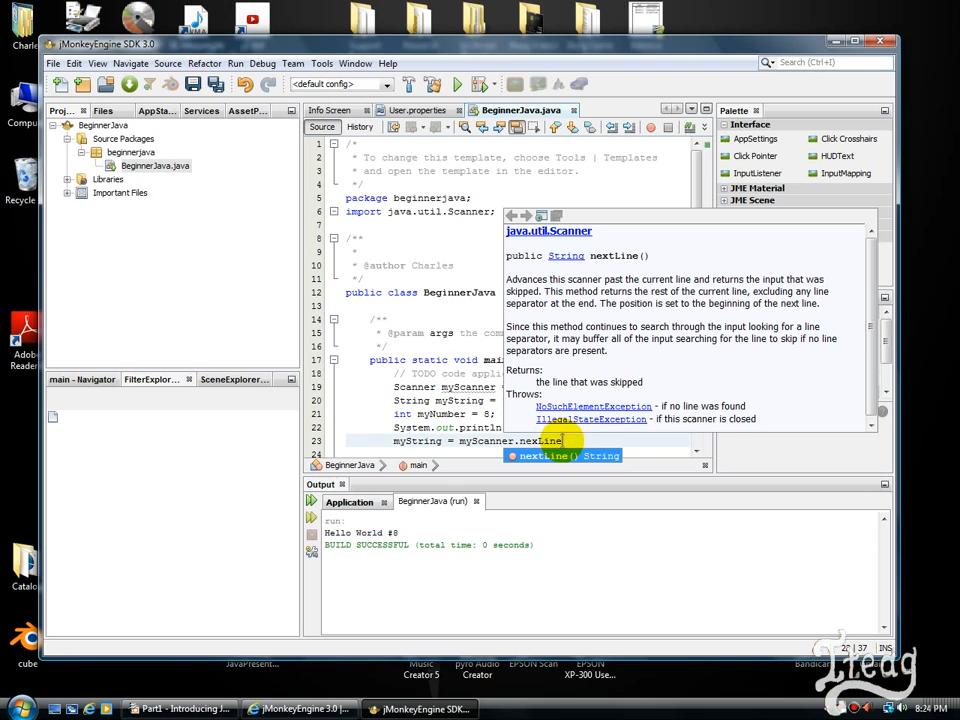 Charle
jMonkeyEngine SDK 3.0
File Edit View Navigate Source Refactor Run Debug Team Tools Window Help
Search (Ctrl+I)
<default config>
Compu
Proj... Files AppSta... Services AssetP...
Info Screen User.properties BeginnerJava.java
Palette
BeginnerJava
Source Packages
beginnerjava
BeginnerJava.java
Libraries
Important Files
Source History
Interface
AppSettings Click Crosshairs
Click Pointer HUDText
InputListener InputMapping
JME Material
JME Scene
Recycle
1 /*
2 * To change this template, choose Tools | Templates
3 * and open the template in the editor.
4 */
5 package beginnerjava;
6 import java.util.Scanner;
7
8 /**
9 *
10 * @author Charles
11 */
12 public class BeginnerJava
13
14 /**
15 * @param args the com
16 */
17 public static void mai
18 // TODO code applic
19 Scanner myScanner =
20 String myString =
21 int myNumber = 8;
22 System.out.println
23 myString = myScanner.nexLine
24
java.util.Scanner
public String nextLine()
Advances this scanner past the current line and returns the input that was
skipped. This method returns the rest of the current line, excluding any line
separator at the end. The position is set to the beginning of the next line.
Since this method continues to search through the input looking for a line
separator, it may buffer all of the input searching for the line to skip if no line
separators are present.
Returns:
the line that was skipped
Throws:
NoSuchElementException - if no line was found
IllegalStateException - if this scanner is closed
nextLine() String
Adobe
Reader
main - Navigator FilterExplor... SceneExplorer...
BeginnerJava main
Output
Application BeginnerJava (run)
run:
Hello World #8
BUILD SUCCESSFUL (total time: 0 seconds)
Catalo
23 | 37 INS
cube
JavaPresent...
Music
Creator 5
pyro Audio
Creator
EPSON Scan
EPSON
XP-300 Use...
Itedg
Part1 - Introducing J... jMonkeyEngine 3.0 |... jMonkeyEngine SDK...
8:24 PM